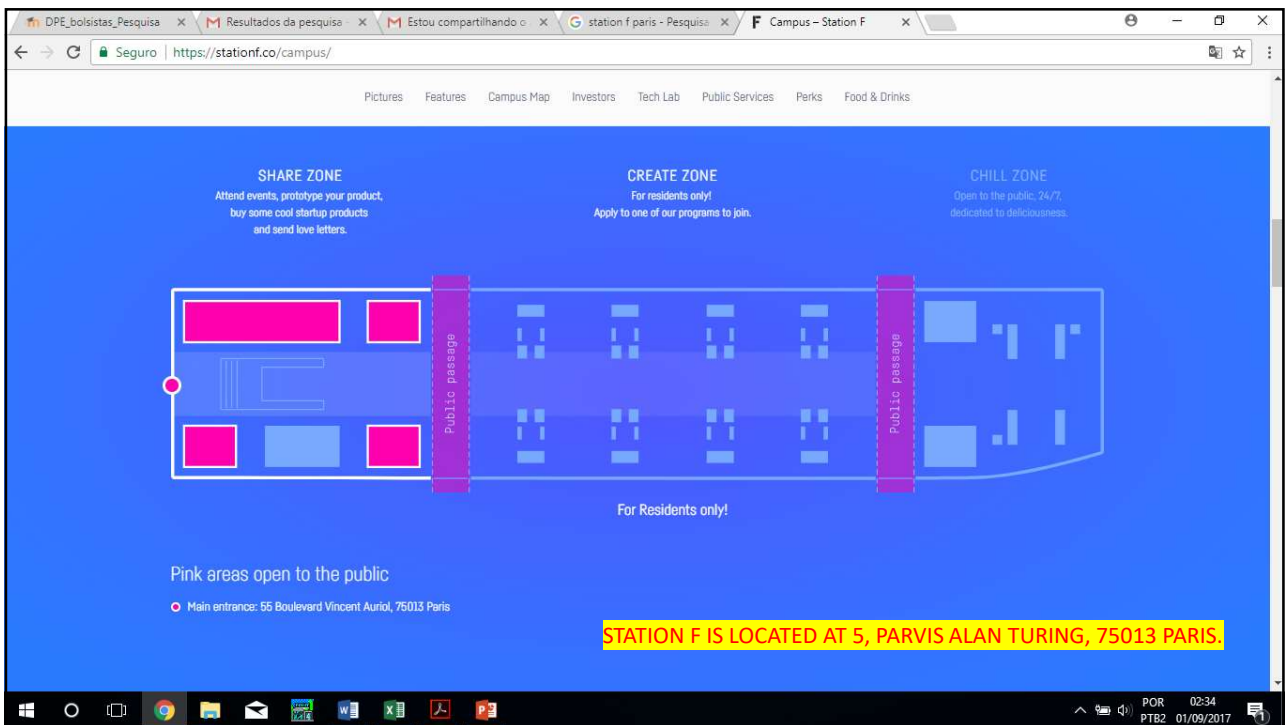 DPE_bolsistas_Pesquisa
Resultados da pesquisa
Estou compartilhando o
station f paris - Pesquisa
Campus – Station F
Seguro | https://stationf.co/campus/
Pictures Features Campus Map Investors Tech Lab Public Services Perks Food & Drinks
SHARE ZONE
Attend events, prototype your product,
buy some cool startup products
and send love letters.
CREATE ZONE
For residents only!
Apply to one of our programs to join.
CHILL ZONE
Open to the public, 24/7,
dedicated to deliciousness.
Public passage
Public passage
For Residents only!
Pink areas open to the public
Main entrance: 55 Boulevard Vincent Auriol, 75013 Paris
STATION F IS LOCATED AT 5, PARVIS ALAN TURING, 75013 PARIS.
POR 02:34
PTB2 01/09/2017